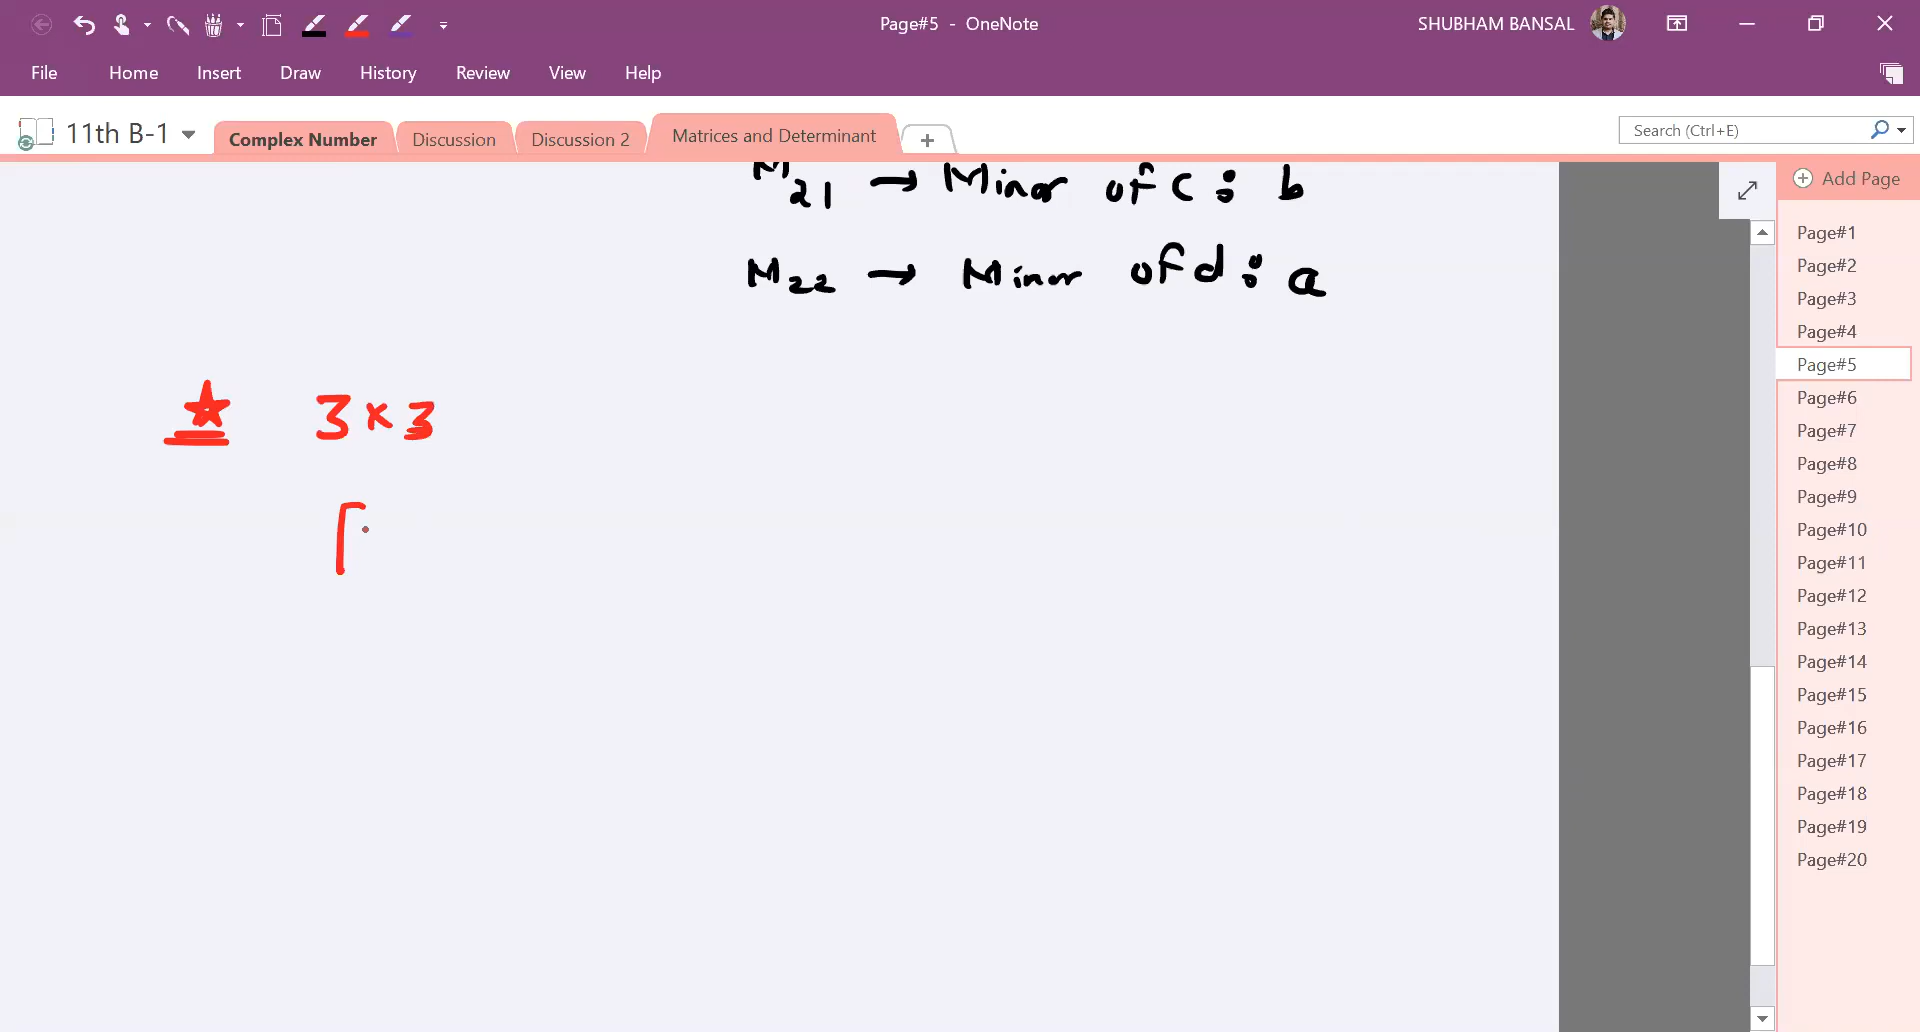 Page#5 - OneNote
SHUBHAM BANSAL
File Home Insert Draw History Review View Help
11th B-1
Complex Number
Discussion
Discussion 2
Matrices and Determinant
Search (Ctrl+E)
Add Page
M21 → Minor of c : b
M22 → Minor of d : a
3 × 3
Page#1
Page#2
Page#3
Page#4
Page#5
Page#6
Page#7
Page#8
Page#9
Page#10
Page#11
Page#12
Page#13
Page#14
Page#15
Page#16
Page#17
Page#18
Page#19
Page#20